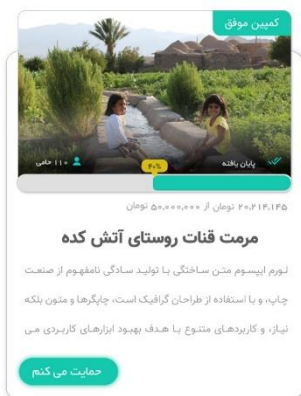 کمپین موفق
پایان یافته
۴۰%
۱۱۰ حامی
۲۰,۲۱۴,۱۴۵ تومان از ۵۰,۰۰۰,۰۰۰ تومان
مرمت قنات روستای آتش کده
لورم ایپسوم متن ساختگی با تولید سادگی نامفهوم از صنعت
چاپ، و با استفاده از طراحان گرافیک است، چاپگرها و متون بلکه
نیاز، و کاربردهای متنوع با هدف بهبود ابزارهای کاربردی می
حمایت می کنم